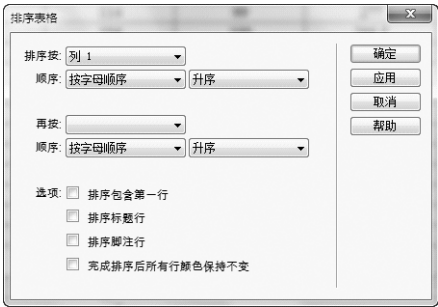 排序表格
排序按: 列 1
顺序: 按字母顺序 升序
再按:
顺序: 按字母顺序 升序
选项: 排序包含第一行
排序标题行
排序脚注行
完成排序后所有行颜色保持不变
确定
应用
取消
帮助